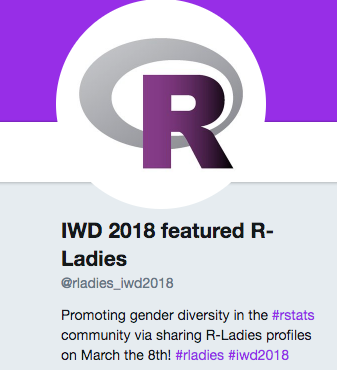 R
IWD 2018 featured R-
Ladies
@rladies_iwd2018
Promoting gender diversity in the #rstats
community via sharing R-Ladies profiles
on March the 8th! #rladies #iwd2018